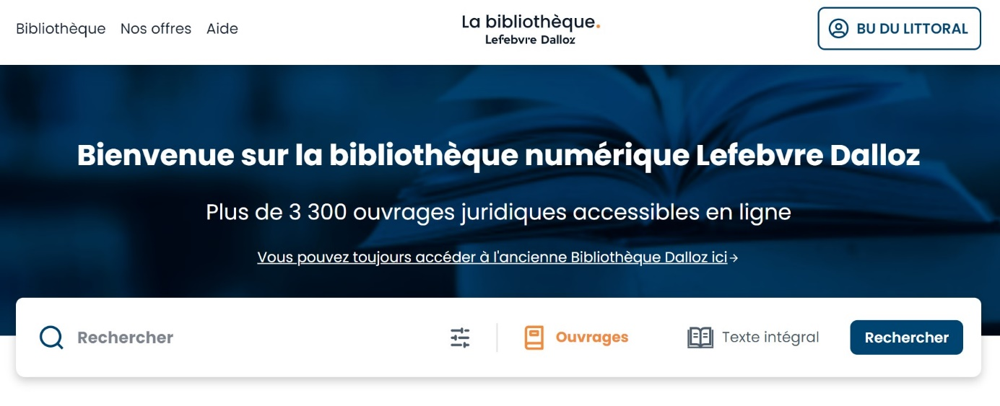 Bibliothèque Nos offres Aide
La bibliothèque.
Lefebvre Dalloz
BU DU LITTORAL
Bienvenue sur la bibliothèque numérique Lefebvre Dalloz
Plus de 3 300 ouvrages juridiques accessibles en ligne
Vous pouvez toujours accéder à l'ancienne Bibliothèque Dalloz ici→
Rechercher Ouvrages Texte intégral Rechercher